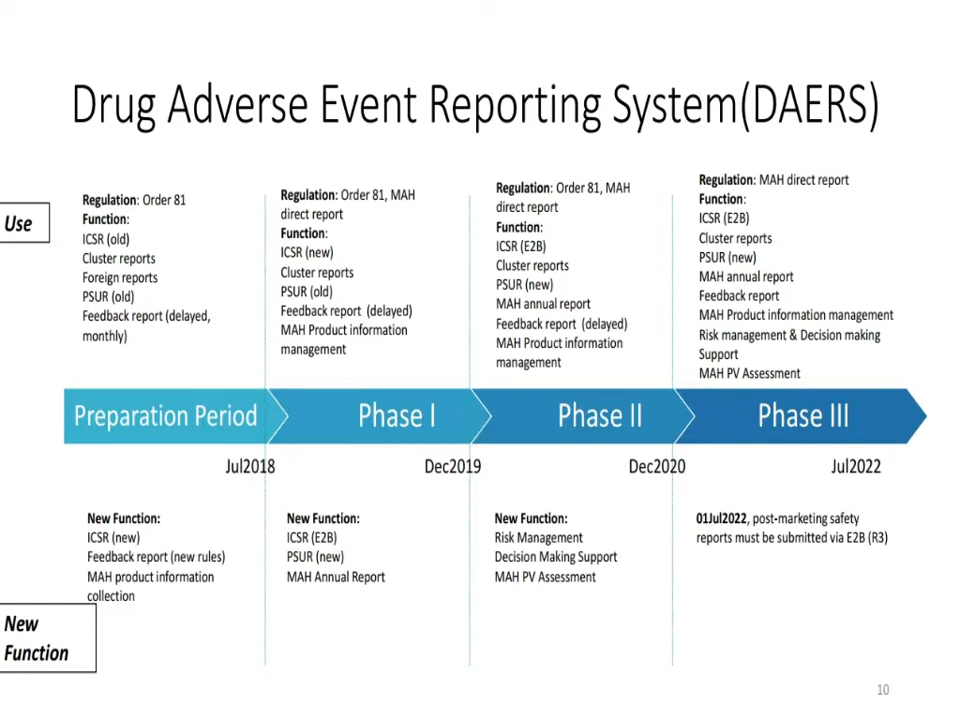 Drug Adverse Event Reporting System(DAERS)
Use
Regulation: Order 81
Function:
ICSR (old)
Cluster reports
Foreign reports
PSUR (old)
Feedback report (delayed,
monthly)
Regulation: Order 81, MAH
direct report
Function:
ICSR (new)
Cluster reports
PSUR (old)
Feedback report (delayed)
MAH Product information
management
Regulation: Order 81, MAH
direct report
Function:
ICSR (E2B)
Cluster reports
PSUR (new)
MAH annual report
Feedback report (delayed)
MAH Product information
management
Regulation: MAH direct report
Function:
ICSR (E2B)
Cluster reports
PSUR (new)
MAH annual report
Feedback report
MAH Product information management
Risk management & Decision making
Support
MAH PV Assessment
Preparation Period
Phase I
Phase II
Phase III
Jul2018
Dec2019
Dec2020
Jul2022
New Function:
ICSR (new)
Feedback report (new rules)
MAH product information
collection
New Function:
ICSR (E2B)
PSUR (new)
MAH Annual Report
New Function:
Risk Management
Decision Making Support
MAH PV Assessment
01Jul2022, post-marketing safety
reports must be submitted via E2B (R3)
New
Function
10